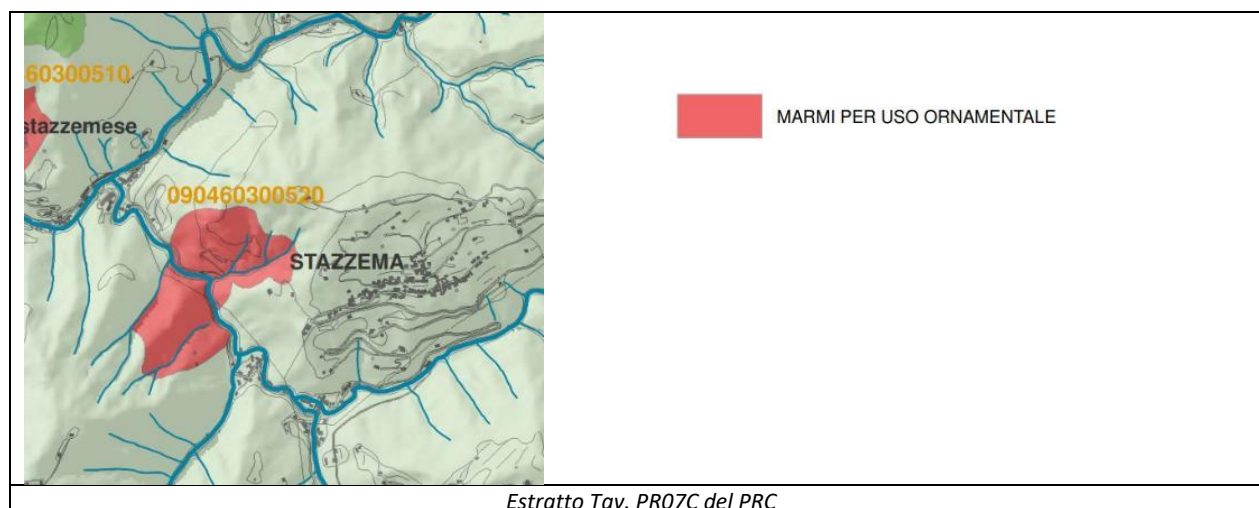 60300510
stazzemese
090460300520
STAZZEMA
MARMI PER USO ORNAMENTALE
Estratto Tav. PR07C del PRC